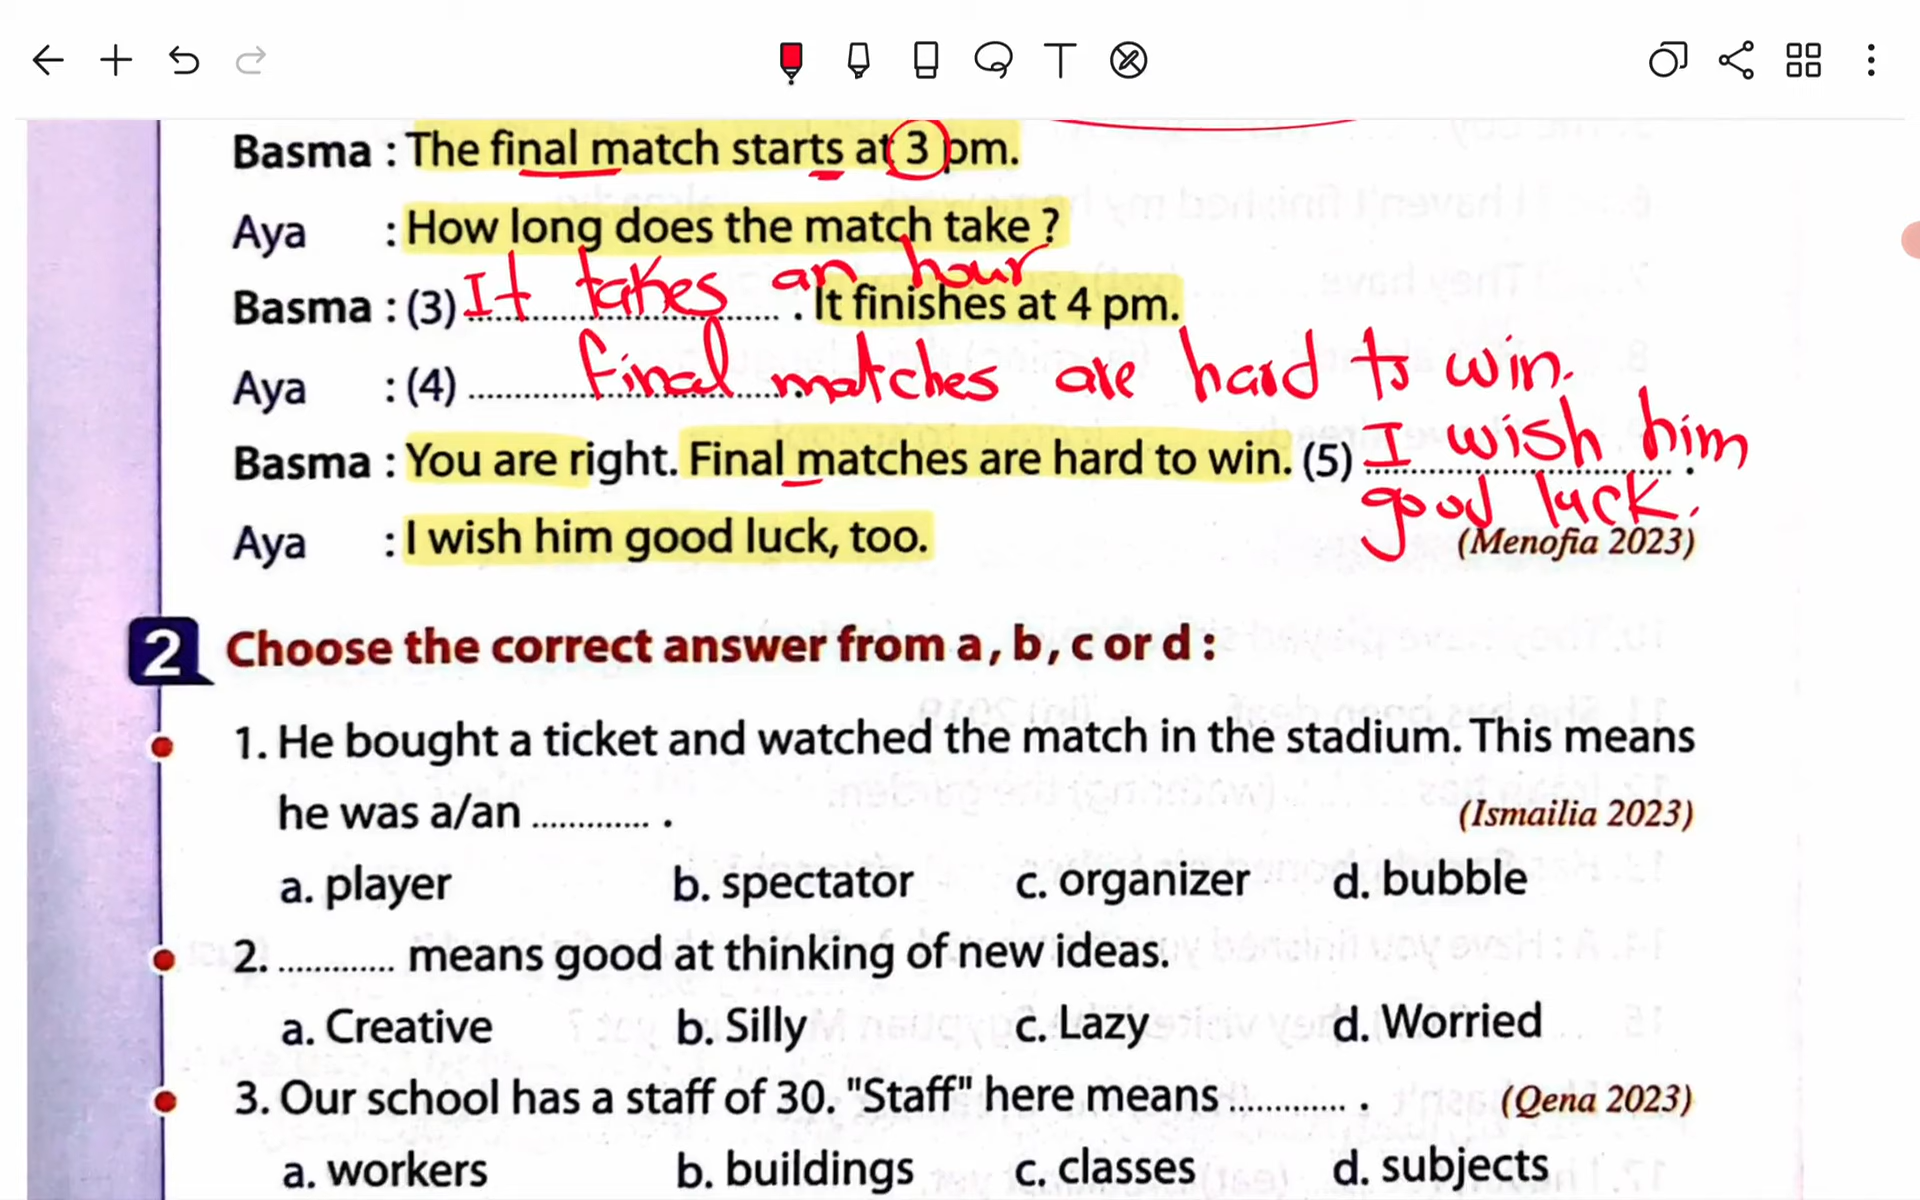 Basma : The final match starts at 3 pm.
Aya : How long does the match take ?
Basma : (3) It takes an hour. It finishes at 4 pm.
Aya : (4) final matches are hard to win.
Basma : You are right. Final matches are hard to win. (5) I wish him
good luck.
Aya : I wish him good luck, too. (Menofia 2023)
2 Choose the correct answer from a, b, c or d :
1. He bought a ticket and watched the match in the stadium. This means
he was a/an ............. . (Ismailia 2023)
a. player b. spectator c. organizer d. bubble
2. ............. means good at thinking of new ideas.
a. Creative b. Silly c. Lazy d. Worried
3. Our school has a staff of 30. "Staff" here means ............. . (Qena 2023)
a. workers b. buildings c. classes d. subjects